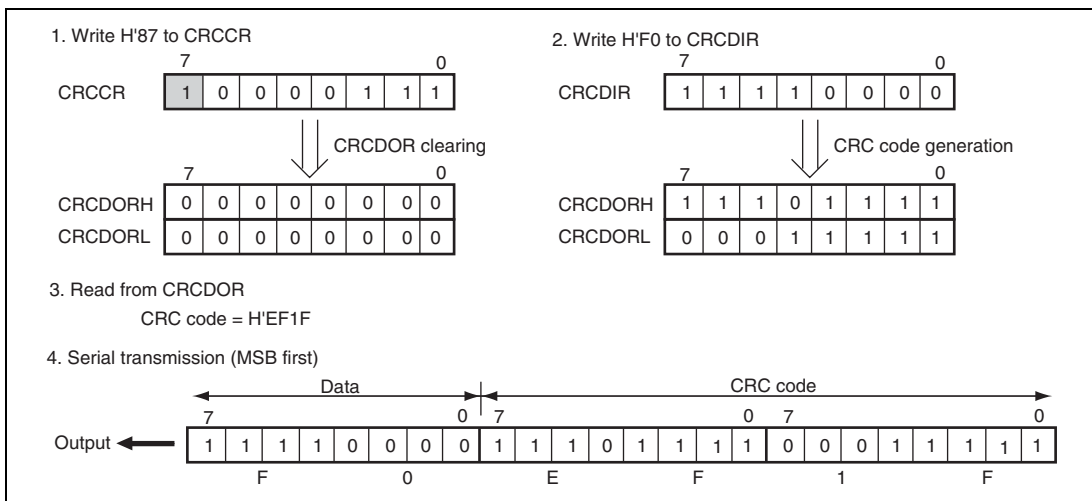 1. Write H'87 to CRCCR
7 0
CRCCR 1 0 0 0 0 1 1 1
CRCDOR clearing
7 0
CRCDORH 0 0 0 0 0 0 0 0
CRCDORL 0 0 0 0 0 0 0 0
2. Write H'F0 to CRCDIR
7 0
CRCDIR 1 1 1 1 0 0 0 0
CRC code generation
7 0
CRCDORH 1 1 1 0 1 1 1 1
CRCDORL 0 0 0 1 1 1 1 1
3. Read from CRCDOR
CRC code = H'EF1F
4. Serial transmission (MSB first)
Data CRC code
7 0 7 0 7 0
Output 1 1 1 1 0 0 0 0 1 1 1 0 1 1 1 1 0 0 0 1 1 1 1 1
F 0 E F 1 F